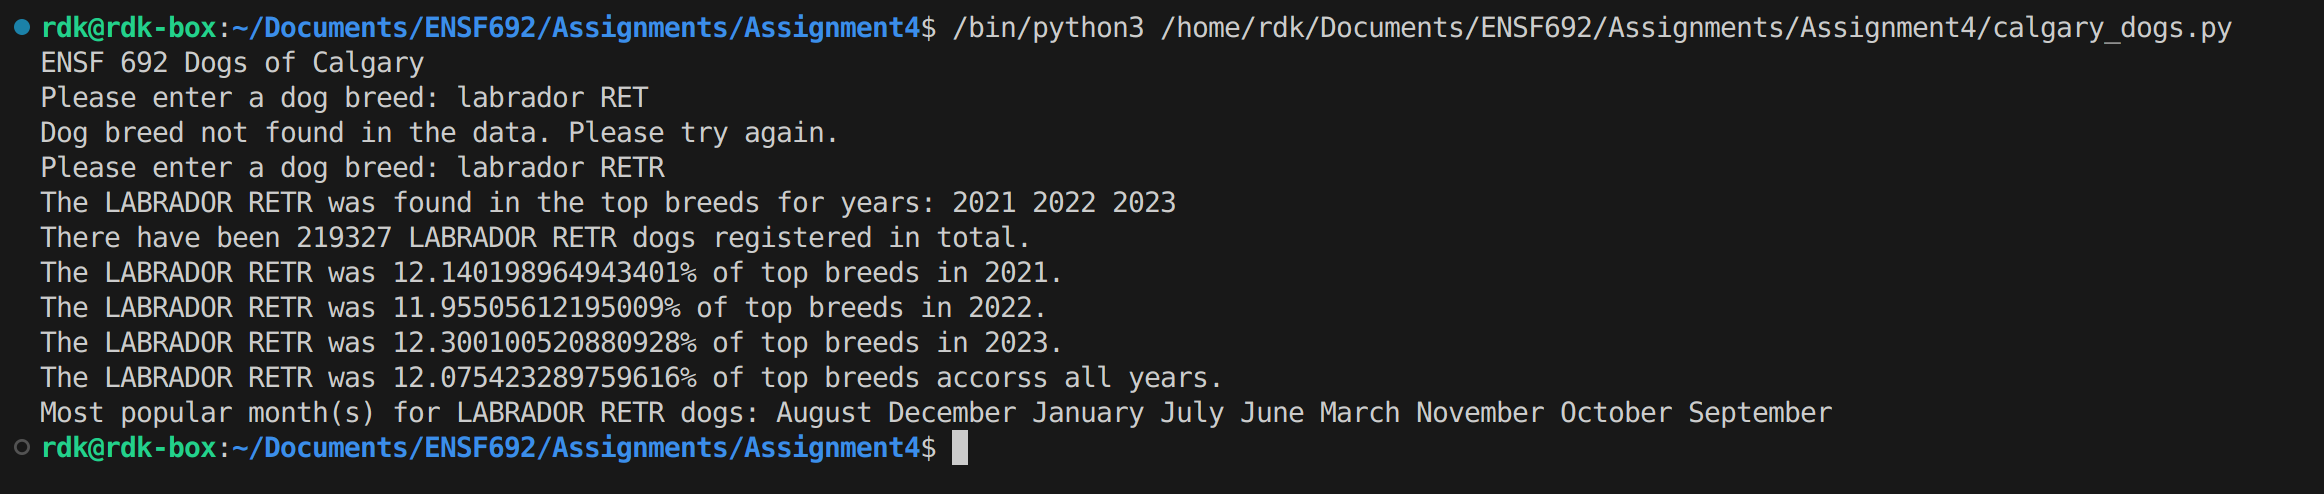 rdk@rdk-box:~/Documents/ENSF692/Assignments/Assignment4$ /bin/python3 /home/rdk/Documents/ENSF692/Assignments/Assignment4/calgary_dogs.py
ENSF 692 Dogs of Calgary
Please enter a dog breed: labrador RET
Dog breed not found in the data. Please try again.
Please enter a dog breed: labrador RETR
The LABRADOR RETR was found in the top breeds for years: 2021 2022 2023
There have been 219327 LABRADOR RETR dogs registered in total.
The LABRADOR RETR was 12.140198964943401% of top breeds in 2021.
The LABRADOR RETR was 11.95505612195009% of top breeds in 2022.
The LABRADOR RETR was 12.300100520880928% of top breeds in 2023.
The LABRADOR RETR was 12.075423289759616% of top breeds accorss all years.
Most popular month(s) for LABRADOR RETR dogs: August December January July June March November October September
rdk@rdk-box:~/Documents/ENSF692/Assignments/Assignment4$